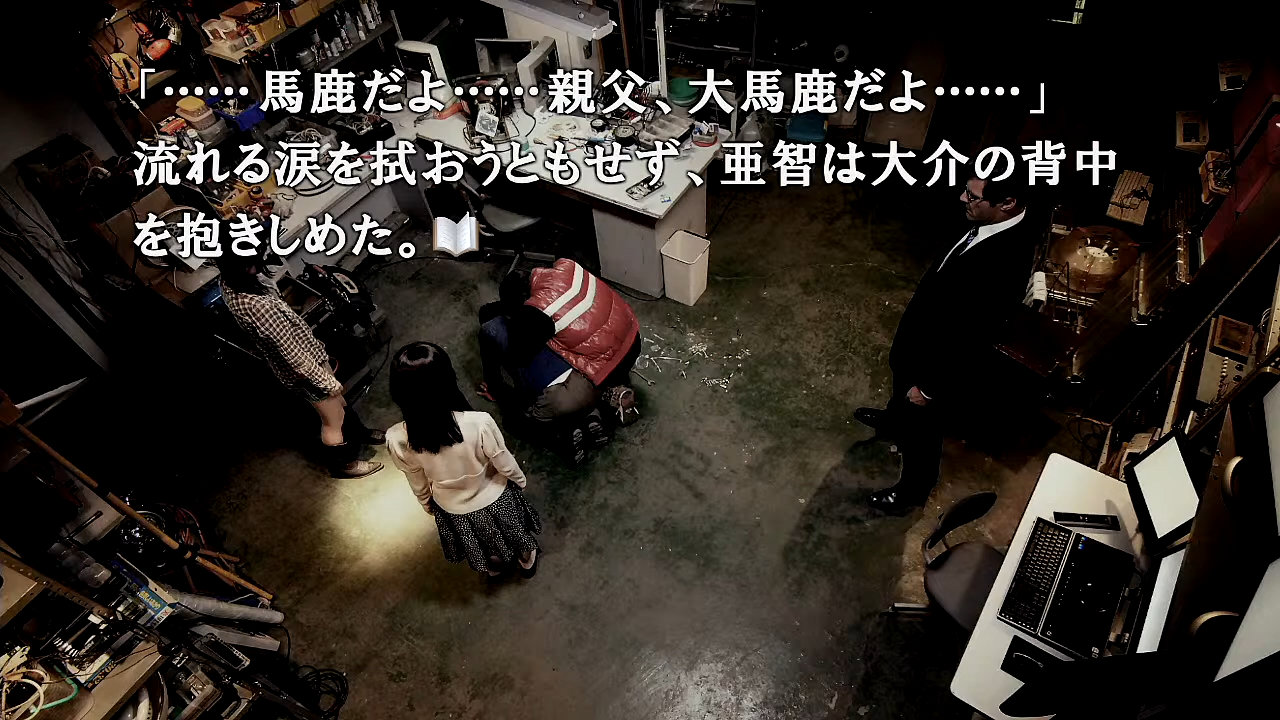 「……馬鹿だよ……親父、大馬鹿だよ……」
流れる涙を拭おうともせず、亜智は大介の背中
を抱きしめた。